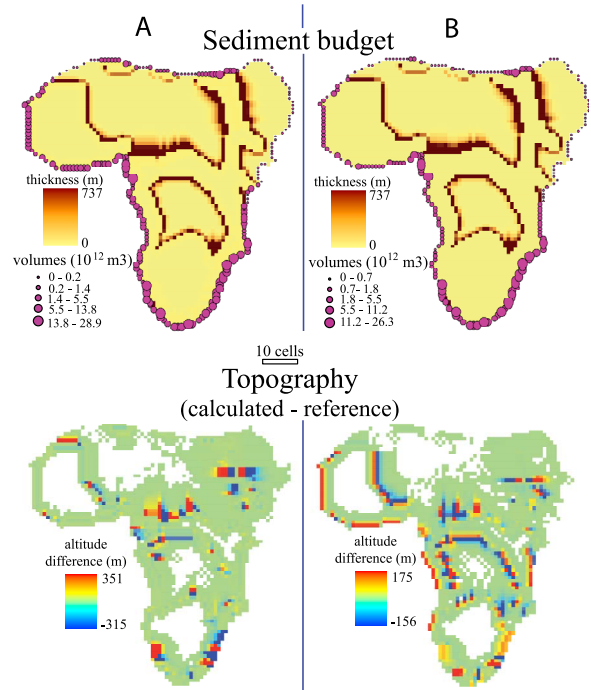 A
B
Sediment budget
thickness (m)
737
0
volumes (10¹² m3)
0 - 0.2
0.2 - 1.4
1.4 - 5.5
5.5 - 13.8
13.8 - 28.9
thickness (m)
737
0
volumes (10¹² m3)
0 - 0.7
0.7 - 1.8
1.8 - 5.5
5.5 - 11.2
11.2 - 26.3
10 cells
Topography
(calculated - reference)
altitude
difference (m)
351
-315
altitude
difference (m)
175
-156